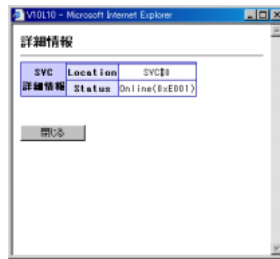 V10L10 - Microsoft Internet Explorer
詳細情報
SVC Location SVC#0
詳細情報 Status Online(0xE001)
閉じる